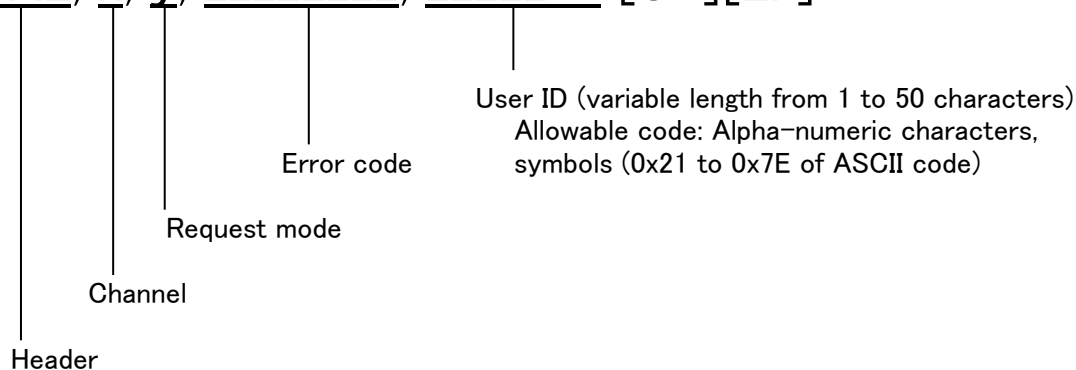 User ID (variable length from 1 to 50 characters)
Allowable code: Alpha-numeric characters,
symbols (0x21 to 0x7E of ASCII code)
Error code
Request mode
Channel
Header